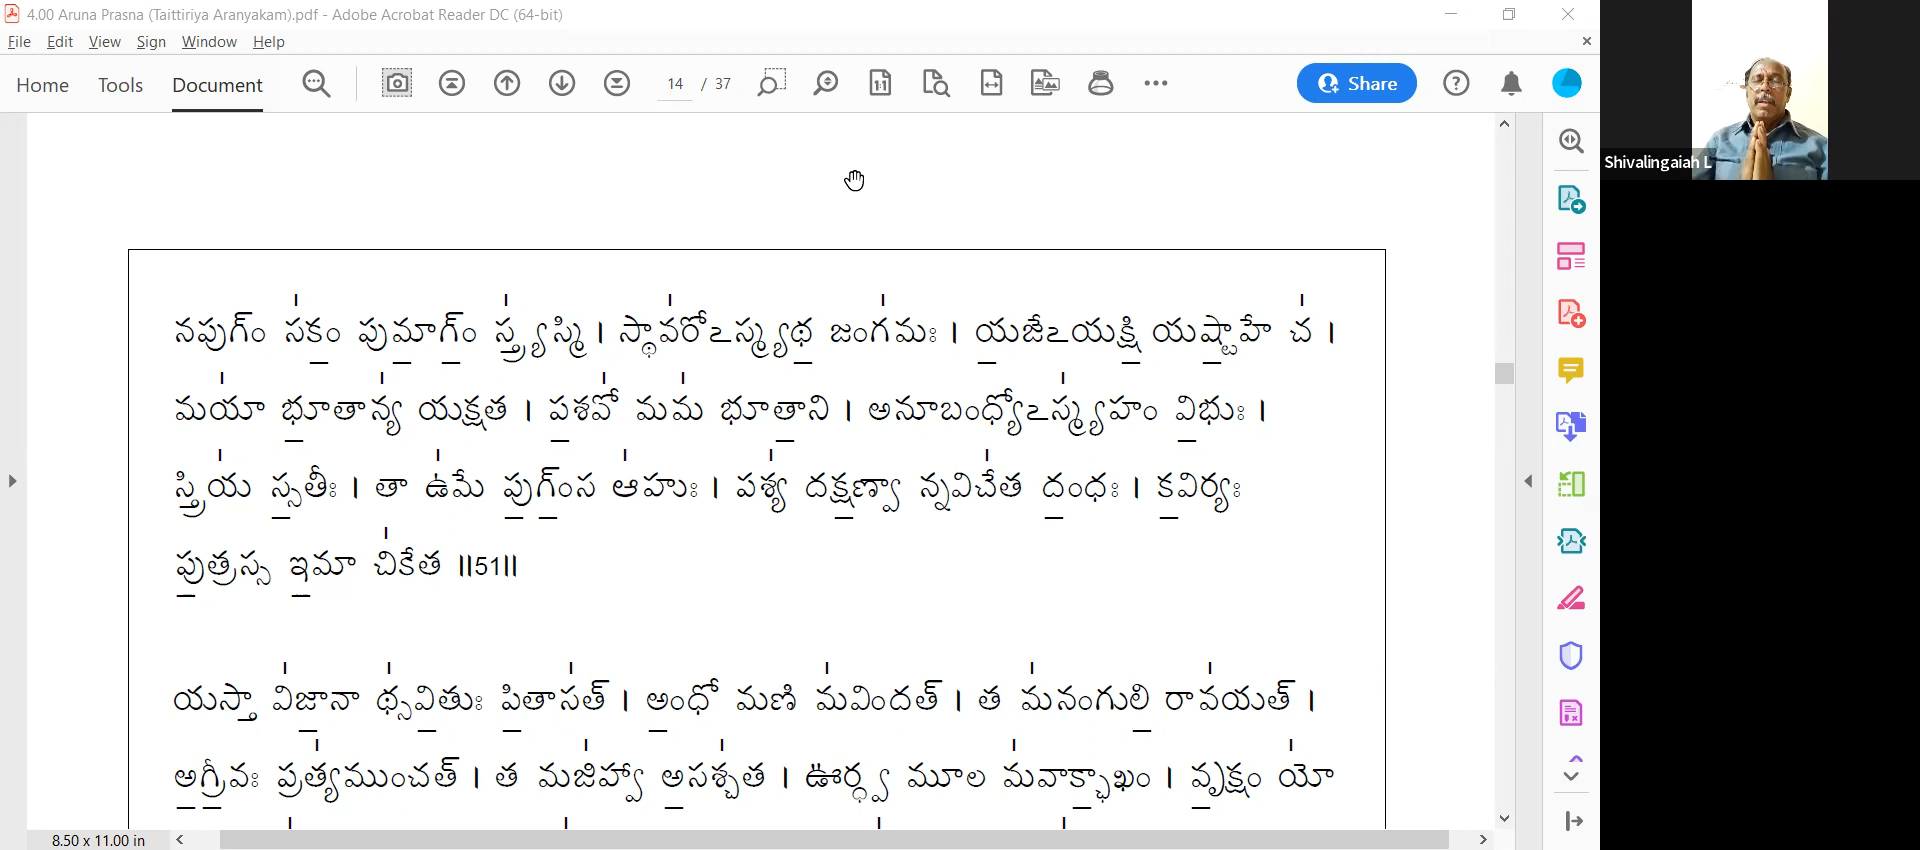 4.00 Aruna Prasna (Taittiriya Aranyakam).pdf - Adobe Acrobat Reader DC (64-bit)
File Edit View Sign Window Help
Home Tools Document 14 / 37 Share
Shivalingaiah L
నపుగ్ం సకం పుమాగ్ం స్త్ర్యస్మి । స్థావరోఽస్మ్యథ జంగమః । యజేఽయక్షి యష్టాహే చ ।
మయా భూతాన్య యక్షత । పశవో మమ భూతాని । అనూబంధ్యోఽస్మ్యహం విభుః ।
స్త్రియ స్సతీః । తా ఉమే పుగ్ంస ఆహుః । పశ్య దక్షణ్వా న్నవిచేత దంధః । కవిర్యః
పుత్రస్స ఇమా చికేత ॥51॥
యస్తా విజానా థ్సవితుః పితాసత్ । అంధో మణి మవిందత్ । త మనంగులి రావయత్ ।
అగ్రీవః ప్రత్యముంచత్ । త మజిహ్వా అసశ్చత । ఊర్ధ్వ మూల మవాక్ఛాఖం । వృక్షం యో
8.50 x 11.00 in